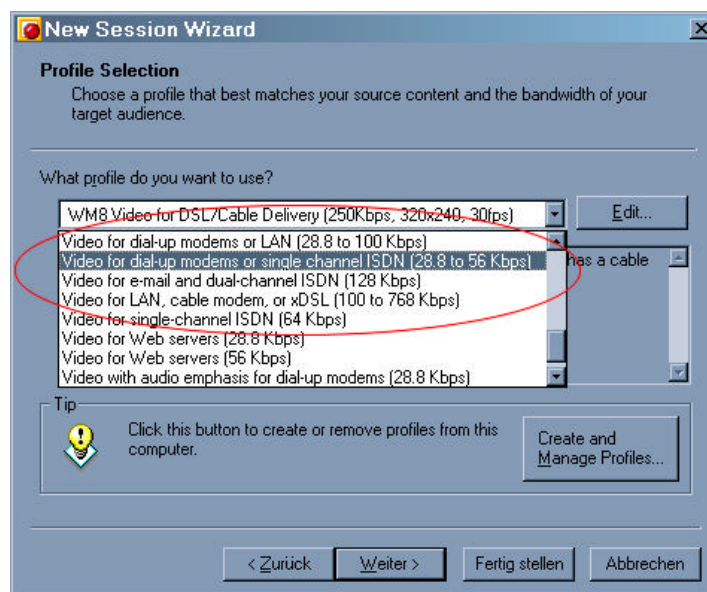 New Session Wizard
Profile Selection
Choose a profile that best matches your source content and the bandwidth of your
target audience.
What profile do you want to use?
WM8 Video for DSL/Cable Delivery (250Kbps, 320x240, 30fps)
Edit...
Video for dial-up modems or LAN (28.8 to 100 Kbps)
Video for dial-up modems or single channel ISDN (28.8 to 56 Kbps)
has a cable
Video for e-mail and dual-channel ISDN (128 Kbps)
Video for LAN, cable modem, or xDSL (100 to 768 Kbps)
Video for single-channel ISDN (64 Kbps)
Video for Web servers (28.8 Kbps)
Video for Web servers (56 Kbps)
Video with audio emphasis for dial-up modems (28.8 Kbps)
Tip
Click this button to create or remove profiles from this
computer.
Create and
Manage Profiles...
< Zurück
Weiter >
Fertig stellen
Abbrechen